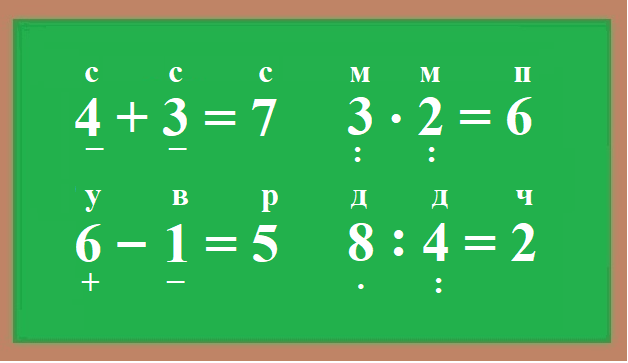 с с с м м п
4 + 3 = 7 3 · 2 = 6
– – : :
у в р д д ч
6 – 1 = 5 8 : 4 = 2
+ – · :